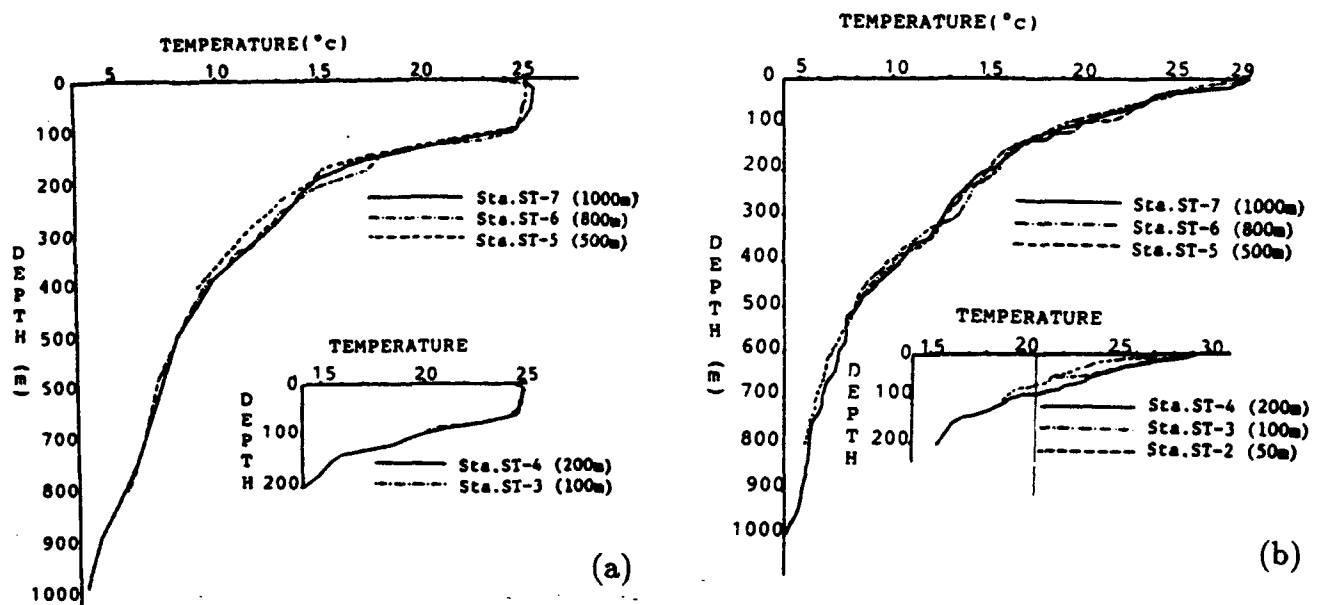 TEMPERATURE(°c)
5 10 15 20 25
0
100
200
300
400
500
600
700
800
900
1000
DEPTH (m)
Sta.ST-7 (1000m)
Sta.ST-6 (800m)
Sta.ST-5 (500m)
TEMPERATURE
15 20 25
0
100
200
DEPTH
Sta.ST-4 (200m)
Sta.ST-3 (100m)
(a)
TEMPERATURE(°c)
5 10 15 20 25 29
0
100
200
300
400
500
600
700
800
900
1000
DEPTH (m)
Sta.ST-7 (1000m)
Sta.ST-6 (800m)
Sta.ST-5 (500m)
TEMPERATURE
15 20 25 30
0
100
200
DEPTH
Sta.ST-4 (200m)
Sta.ST-3 (100m)
Sta.ST-2 (50m)
(b)